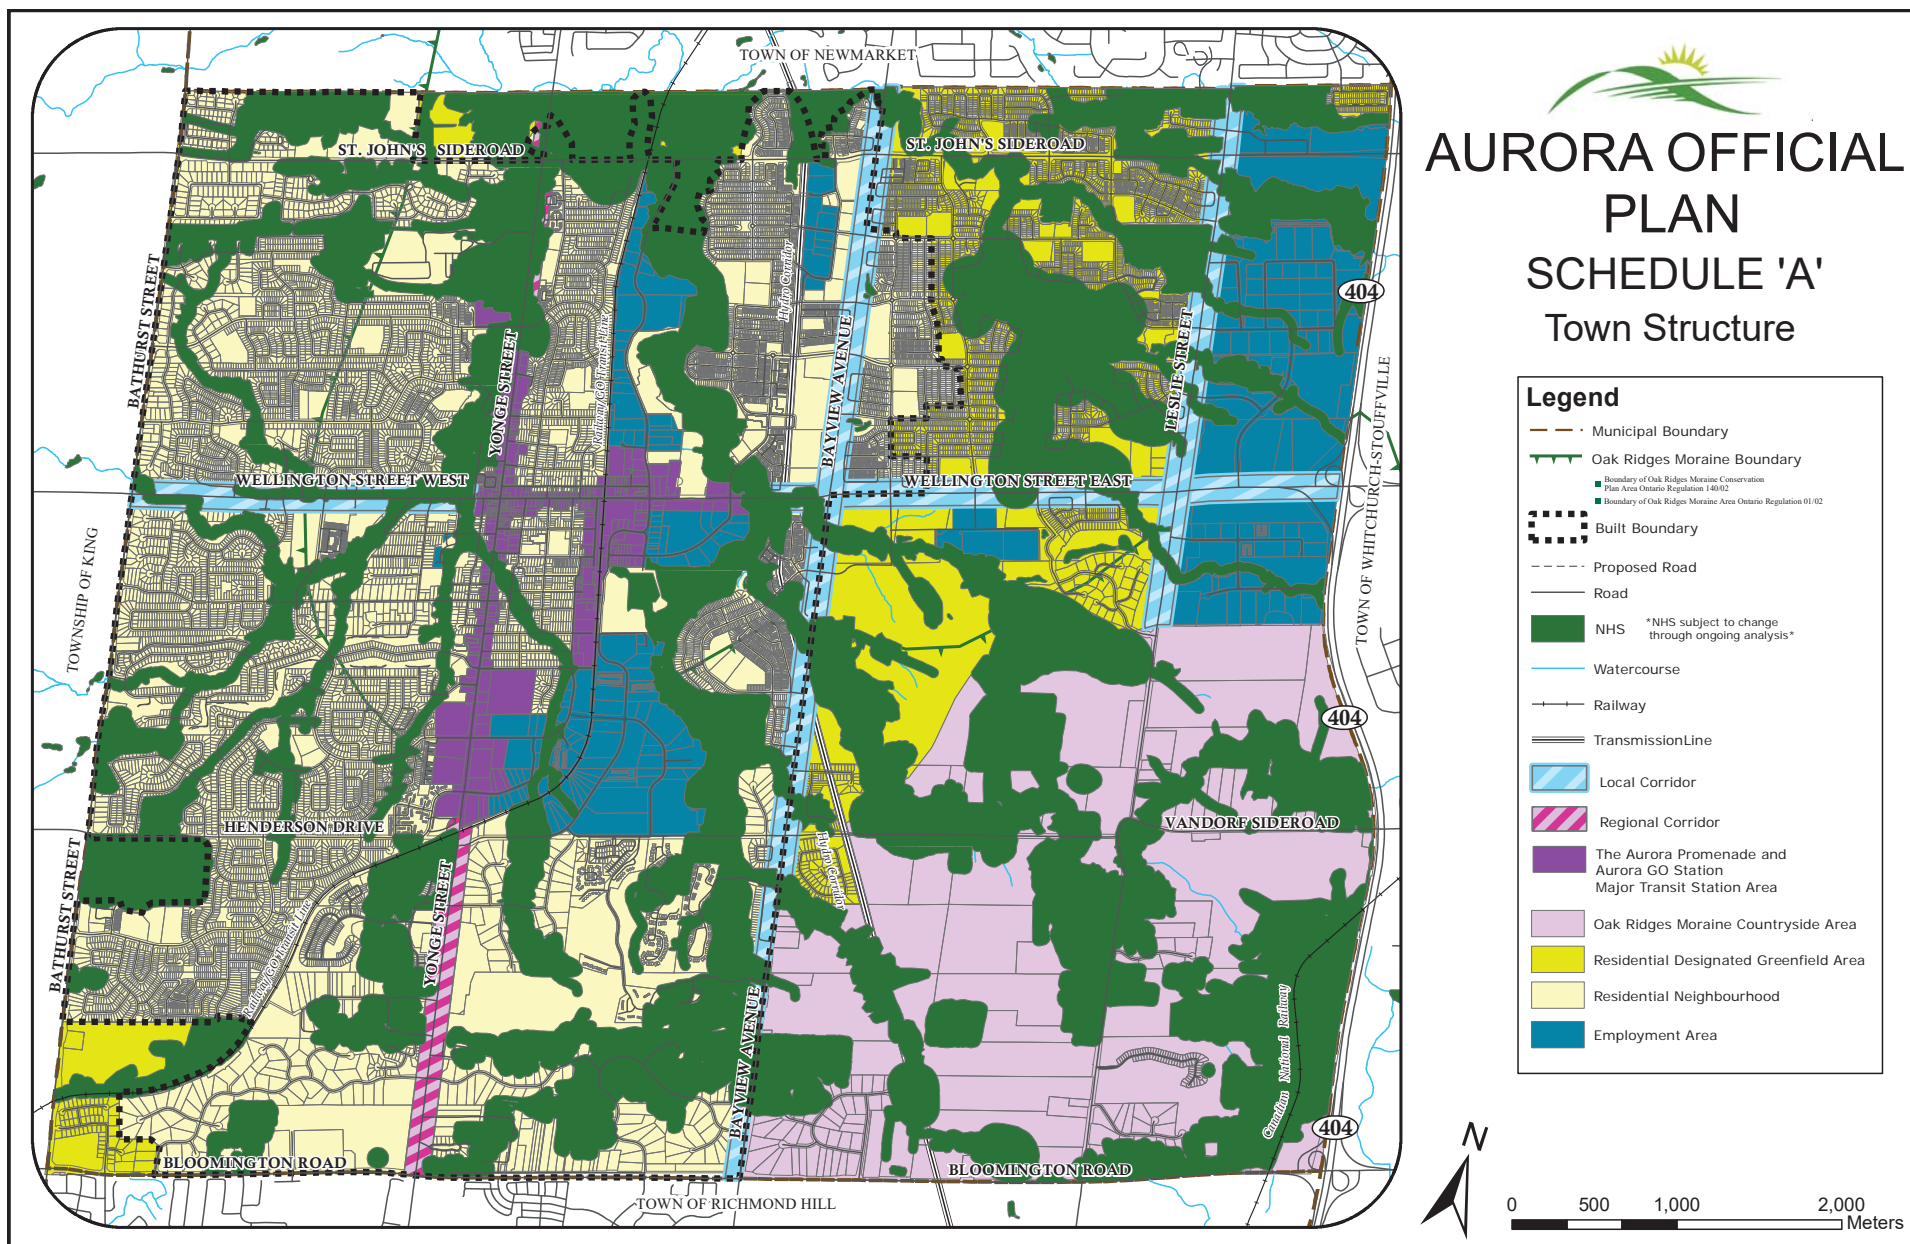 TOWN OF NEWMARKET
ST. JOHN'S SIDEROAD
ST. JOHN'S SIDEROAD
BATHURST STREET
YONGE STREET
Railway/GO Transit Line
Hydro Corridor
BAYVIEW AVENUE
LESLIE STREET
404
WELLINGTON STREET WEST
WELLINGTON STREET EAST
TOWNSHIP OF KING
TOWN OF WHITCHURCH-STOUFFVILLE
404
HENDERSON DRIVE
VANDORF SIDEROAD
BATHURST STREET
YONGE STREET
Hydro Corridor
Railway/GO Transit Line
BAYVIEW AVENUE
Canadian National Railway
404
BLOOMINGTON ROAD
BLOOMINGTON ROAD
TOWN OF RICHMOND HILL
AURORA OFFICIAL
PLAN
SCHEDULE 'A'
Town Structure
Legend
Municipal Boundary
Oak Ridges Moraine Boundary
Boundary of Oak Ridges Moraine Conservation
Plan Area Ontario Regulation 140/02
Boundary of Oak Ridges Moraine Area Ontario Regulation 01/02
Built Boundary
Proposed Road
Road
NHS *NHS subject to change
through ongoing analysis*
Watercourse
Railway
TransmissionLine
Local Corridor
Regional Corridor
The Aurora Promenade and
Aurora GO Station
Major Transit Station Area
Oak Ridges Moraine Countryside Area
Residential Designated Greenfield Area
Residential Neighbourhood
Employment Area
N
0 500 1,000 2,000
Meters